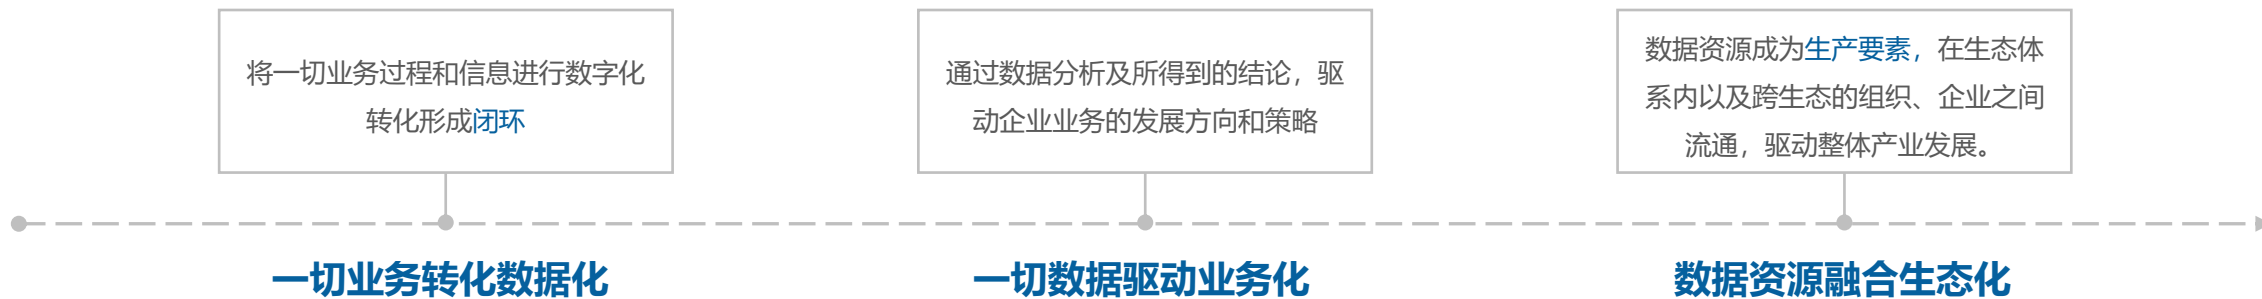 将一切业务过程和信息进行数字化
转化形成闭环
通过数据分析及所得到的结论，驱
动企业业务的发展方向和策略
数据资源成为生产要素，在生态体
系内以及跨生态的组织、企业之间
流通，驱动整体产业发展。
一切业务转化数据化
一切数据驱动业务化
数据资源融合生态化